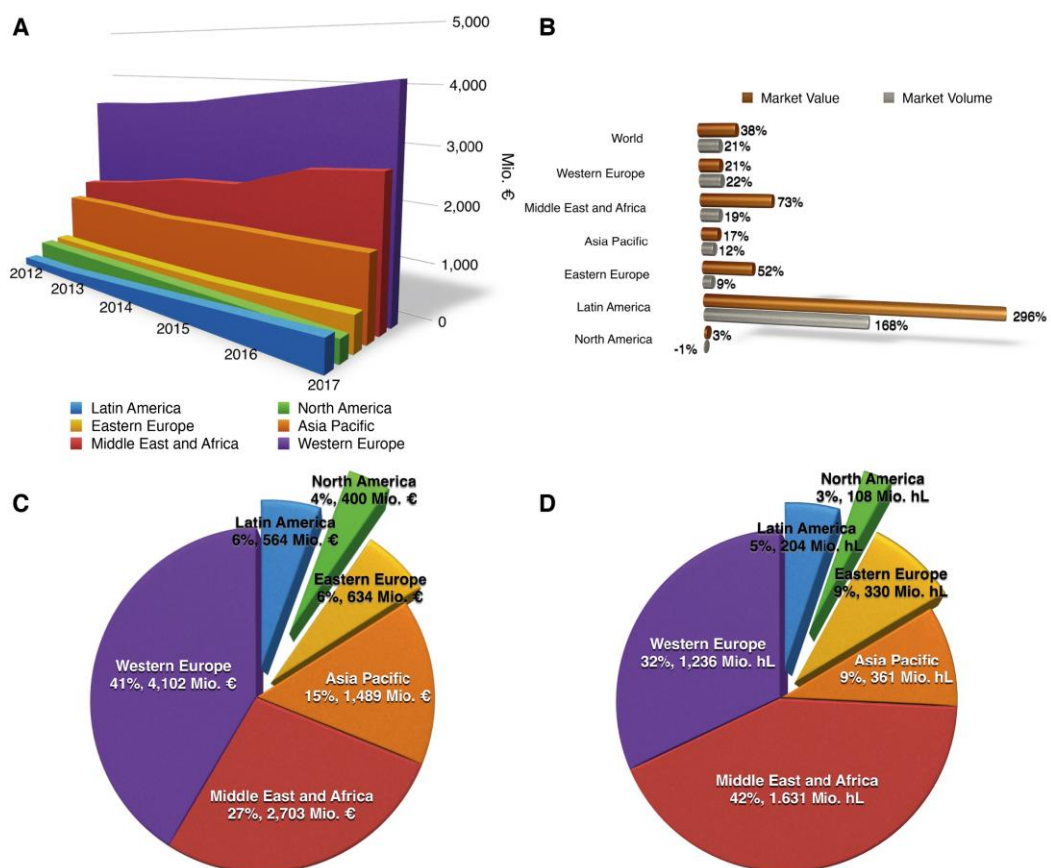 A
5,000
4,000
3,000
2,000
1,000
0
Mio. €
2012
2013
2014
2015
2016
2017
Latin America
North America
Eastern Europe
Asia Pacific
Middle East and Africa
Western Europe
B
Market Value
Market Volume
World
38%
21%
Western Europe
21%
22%
Middle East and Africa
73%
19%
Asia Pacific
17%
12%
Eastern Europe
52%
9%
Latin America
296%
168%
North America
3%
-1%
C
North America
4%, 400 Mio. €
Latin America
6%, 564 Mio. €
Eastern Europe
6%, 634 Mio. €
Western Europe
41%, 4,102 Mio. €
Asia Pacific
15%, 1,489 Mio. €
Middle East and Africa
27%, 2,703 Mio. €
D
North America
3%, 108 Mio. hL
Latin America
5%, 204 Mio. hL
Eastern Europe
9%, 330 Mio. hL
Western Europe
32%, 1,236 Mio. hL
Asia Pacific
9%, 361 Mio. hL
Middle East and Africa
42%, 1.631 Mio. hL